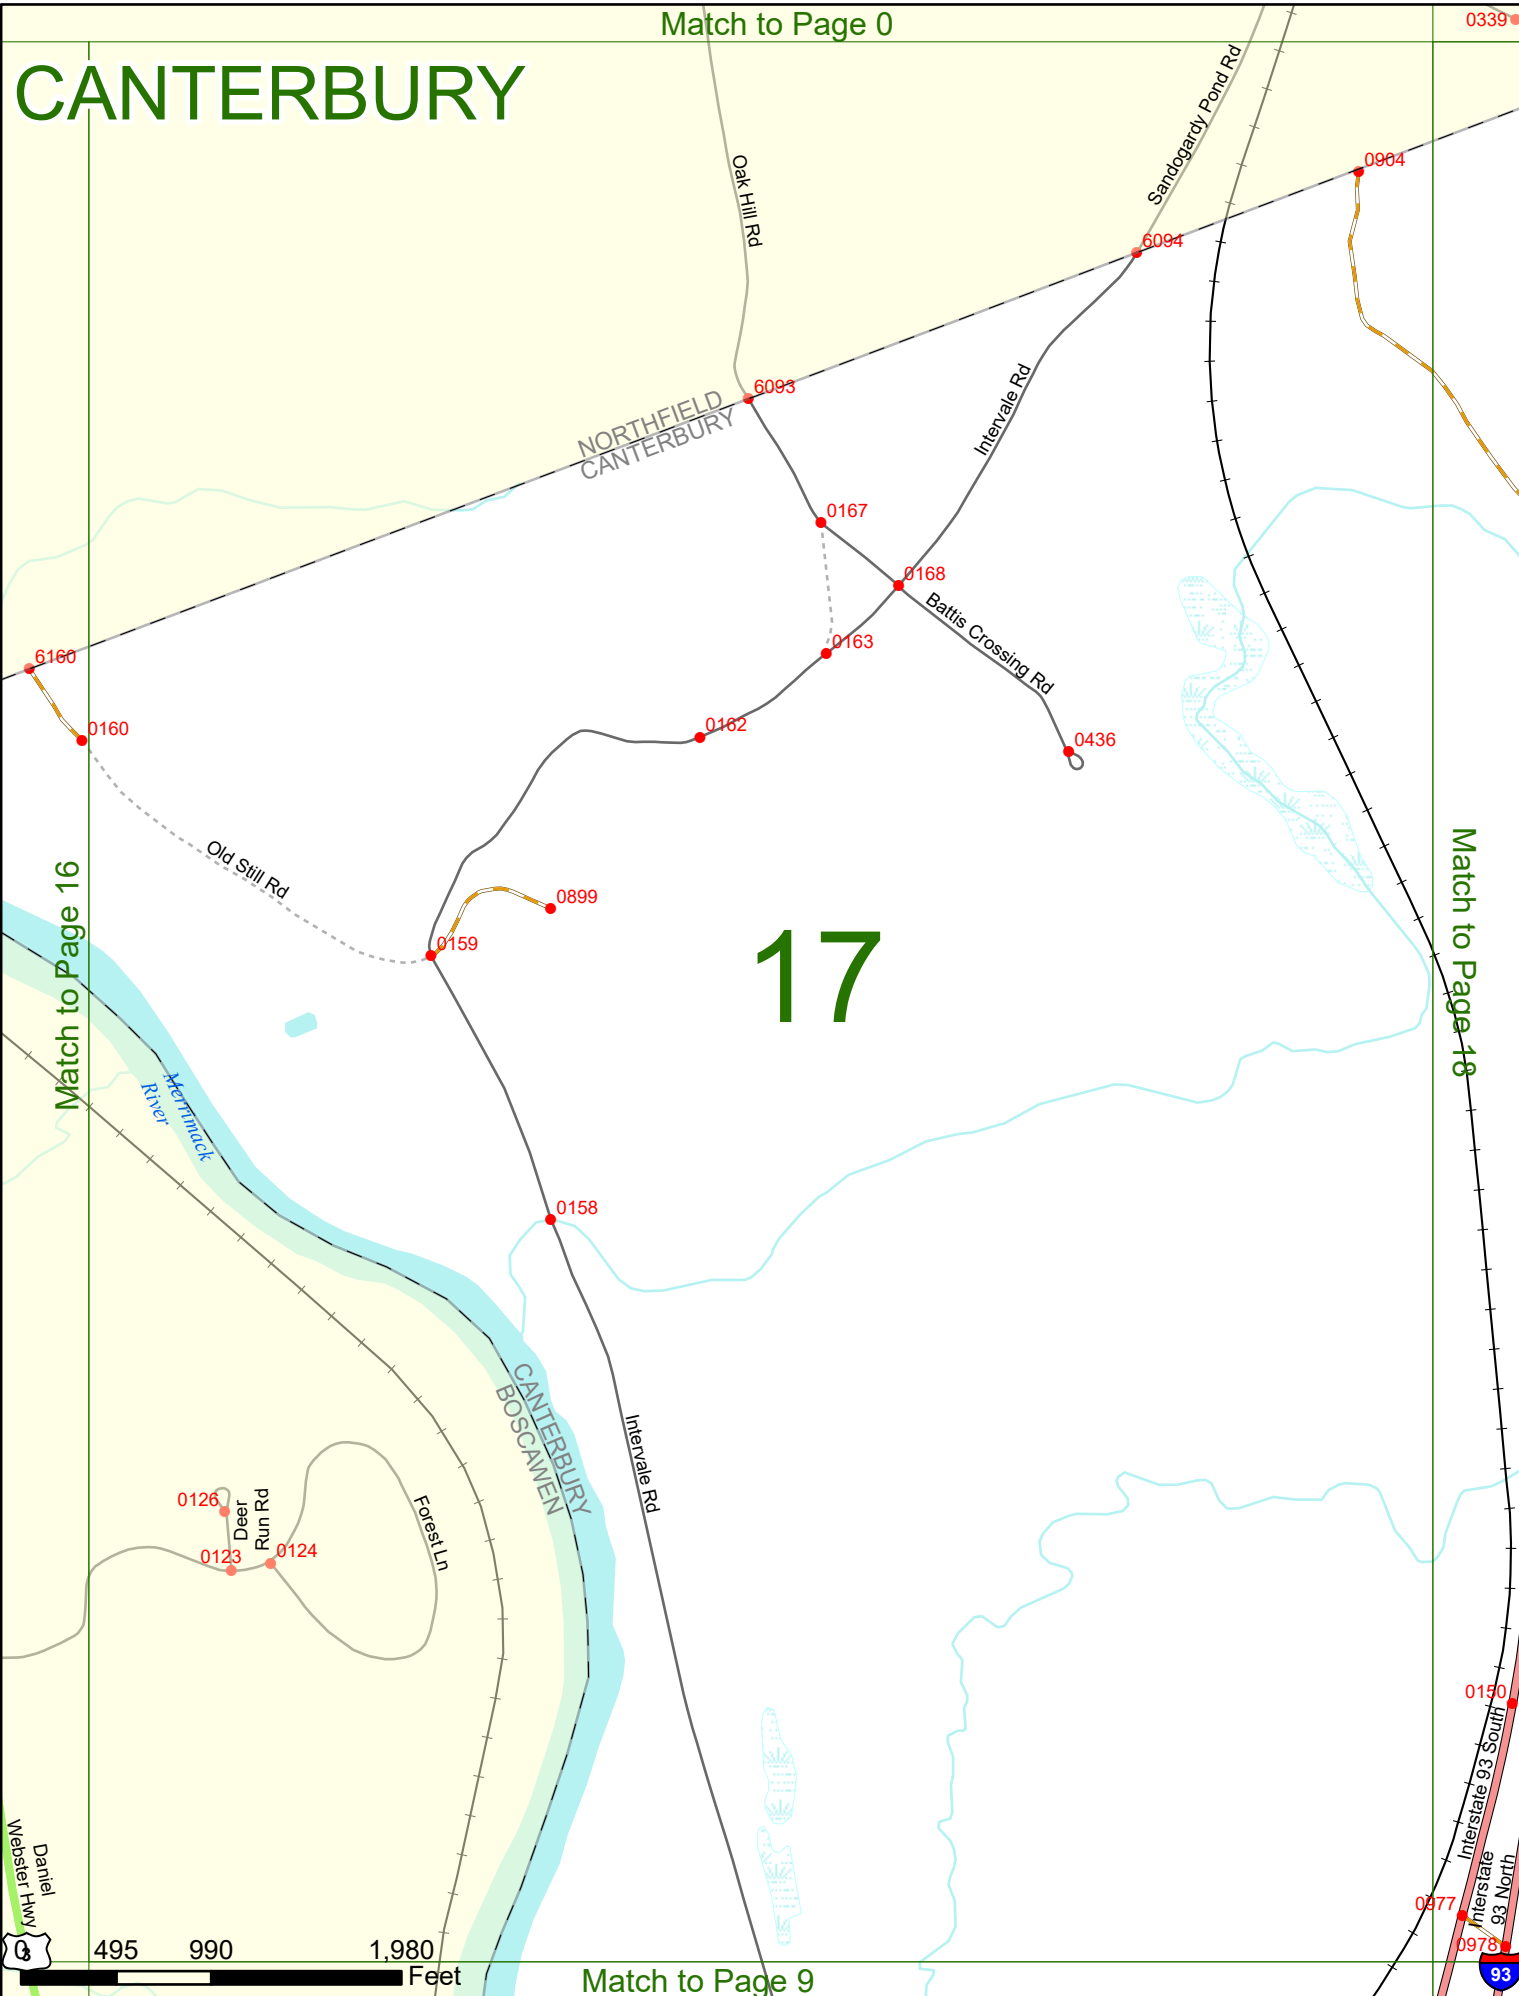 Match to Page 0
0339
CANTERBURY
Sandogardy Pond Rd
Oak Hill Rd
0904
6094
6093
NORTHFIELD
CANTERBURY
Intervale Rd
0167
0168
Battis Crossing Rd
0163
6160
0160
0162
0436
Old Still Rd
Match to Page 16
Match to Page 18
0899
0159
17
Merrimack
River
0158
CANTERBURY
BOSCAWEN
Intervale Rd
0126
Deer
Run Rd
Forest Ln
0123
0124
0150
Interstate 93 South
Daniel
Webster Hwy
Interstate
93 North
0977
0978
3
93
0
495
990
1,980
Feet
Match to Page 9